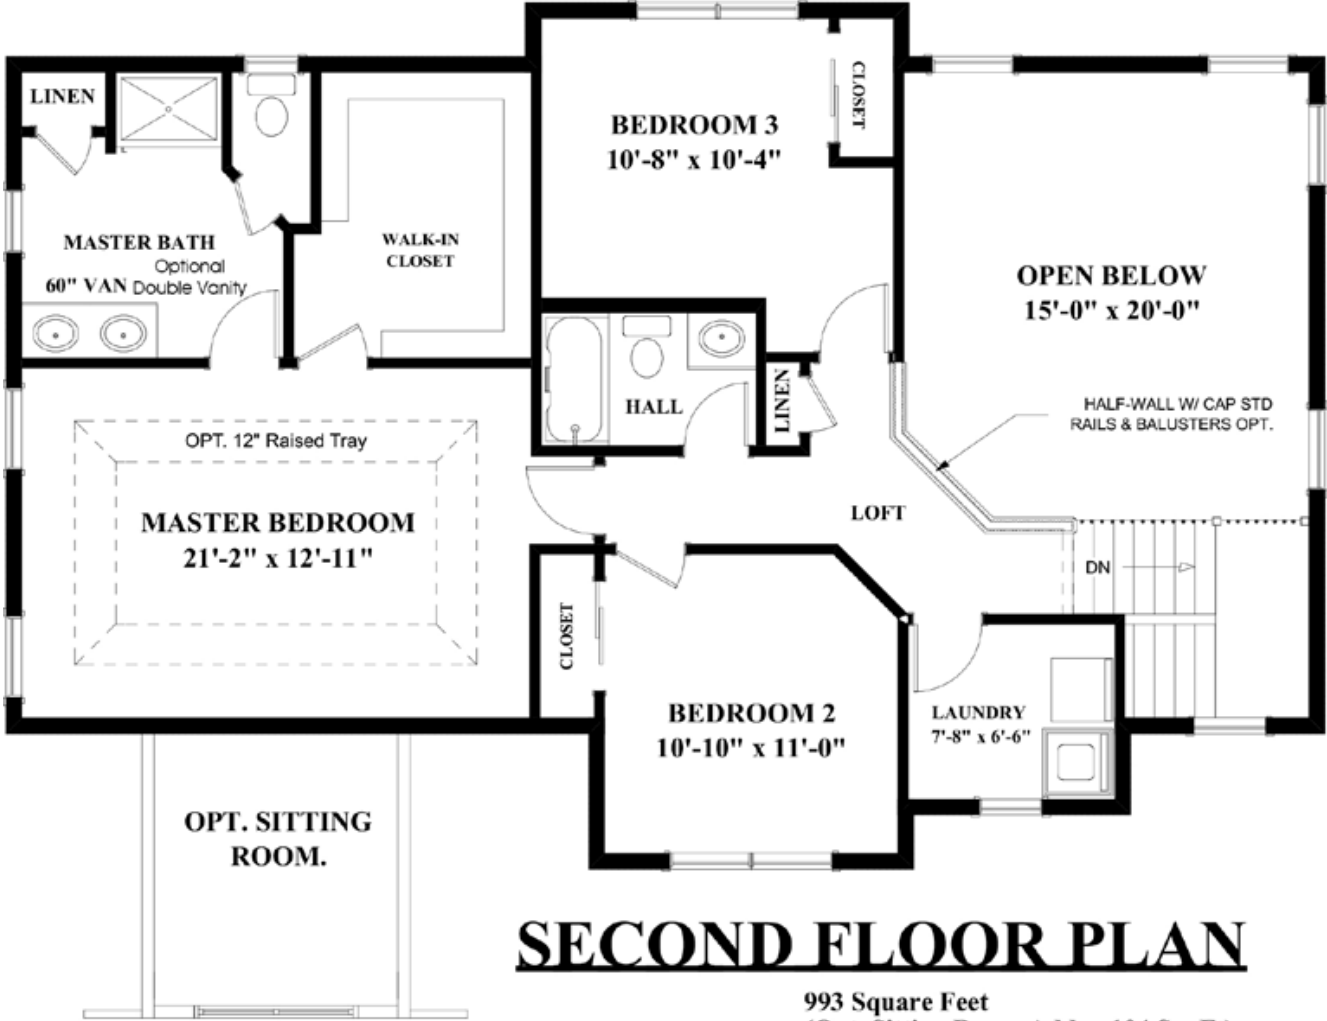 LINEN
BEDROOM 3
10'-8" x 10'-4"
CLOSET
MASTER BATH
Optional
60" VAN Double Vanity
WALK-IN
CLOSET
OPEN BELOW
15'-0" x 20'-0"
HALL
LINEN
HALF-WALL W/ CAP STD
RAILS & BALUSTERS OPT.
OPT. 12" Raised Tray
MASTER BEDROOM
21'-2" x 12'-11"
LOFT
DN
CLOSET
BEDROOM 2
10'-10" x 11'-0"
LAUNDRY
7'-8" x 6'-6"
OPT. SITTING
ROOM.
SECOND FLOOR PLAN
993 Square Feet